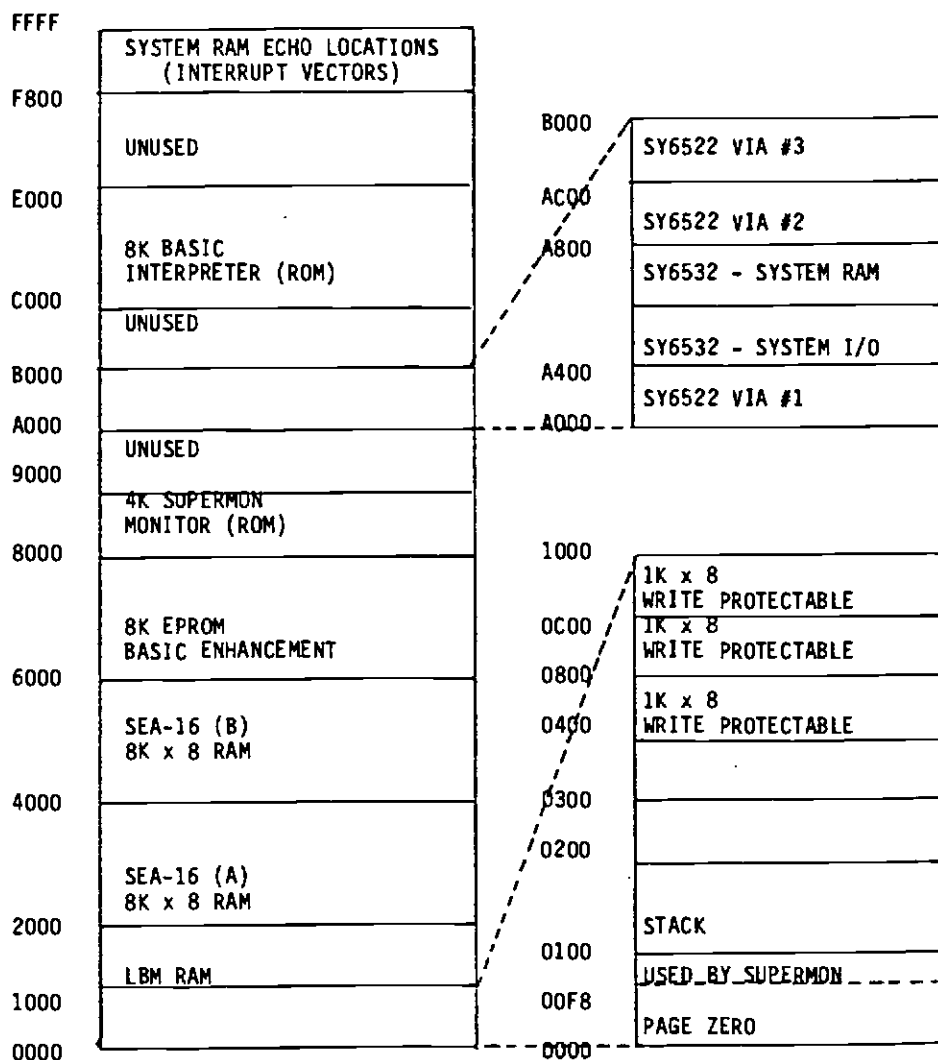 FFFF
SYSTEM RAM ECHO LOCATIONS
(INTERRUPT VECTORS)
F800
UNUSED
E000
8K BASIC
INTERPRETER (ROM)
C000
UNUSED
B000
A000
UNUSED
9000
4K SUPERMON
MONITOR (ROM)
8000
8K EPROM
BASIC ENHANCEMENT
6000
SEA-16 (B)
8K x 8 RAM
4000
SEA-16 (A)
8K x 8 RAM
2000
LBM RAM
1000
0000
B000
SY6522 VIA #3
AC00
SY6522 VIA #2
A800
SY6532 - SYSTEM RAM
SY6532 - SYSTEM I/O
A400
SY6522 VIA #1
A000
1000
1K x 8
WRITE PROTECTABLE
0C00
1K x 8
WRITE PROTECTABLE
0800
1K x 8
WRITE PROTECTABLE
0400
0300
0200
STACK
0100
USED BY SUPERMON
00F8
PAGE ZERO
0000